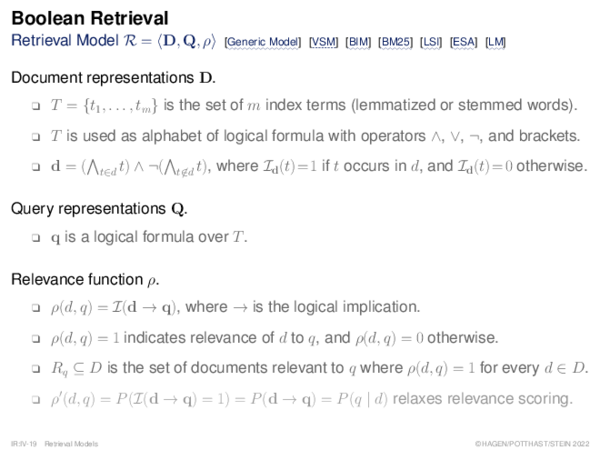 Boolean Retrieval
Retrieval Model ℛ = ⟨D, Q, ρ⟩ [Generic Model] [VSM] [BIM] [BM25] [LSI] [ESA] [LM]
Document representations D.
❑ T = {t₁, . . . , tₘ} is the set of m index terms (lemmatized or stemmed words).
❑ T is used as alphabet of logical formula with operators ∧, ∨, ¬, and brackets.
❑ d = (⋀_{t∈d} t) ∧ ¬(⋀_{t∉d} t), where ℐ_d(t)=1 if t occurs in d, and ℐ_d(t)=0 otherwise.
Query representations Q.
❑ q is a logical formula over T.
Relevance function ρ.
❑ ρ(d, q) = ℐ(d → q), where → is the logical implication.
❑ ρ(d, q) = 1 indicates relevance of d to q, and ρ(d, q) = 0 otherwise.
❑ R_q ⊆ D is the set of documents relevant to q where ρ(d, q) = 1 for every d ∈ D.
❑ ρ′(d, q) = P(ℐ(d → q) = 1) = P(d → q) = P(q | d) relaxes relevance scoring.
IR:IV-19 Retrieval Models ©HAGEN/POTTHAST/STEIN 2022